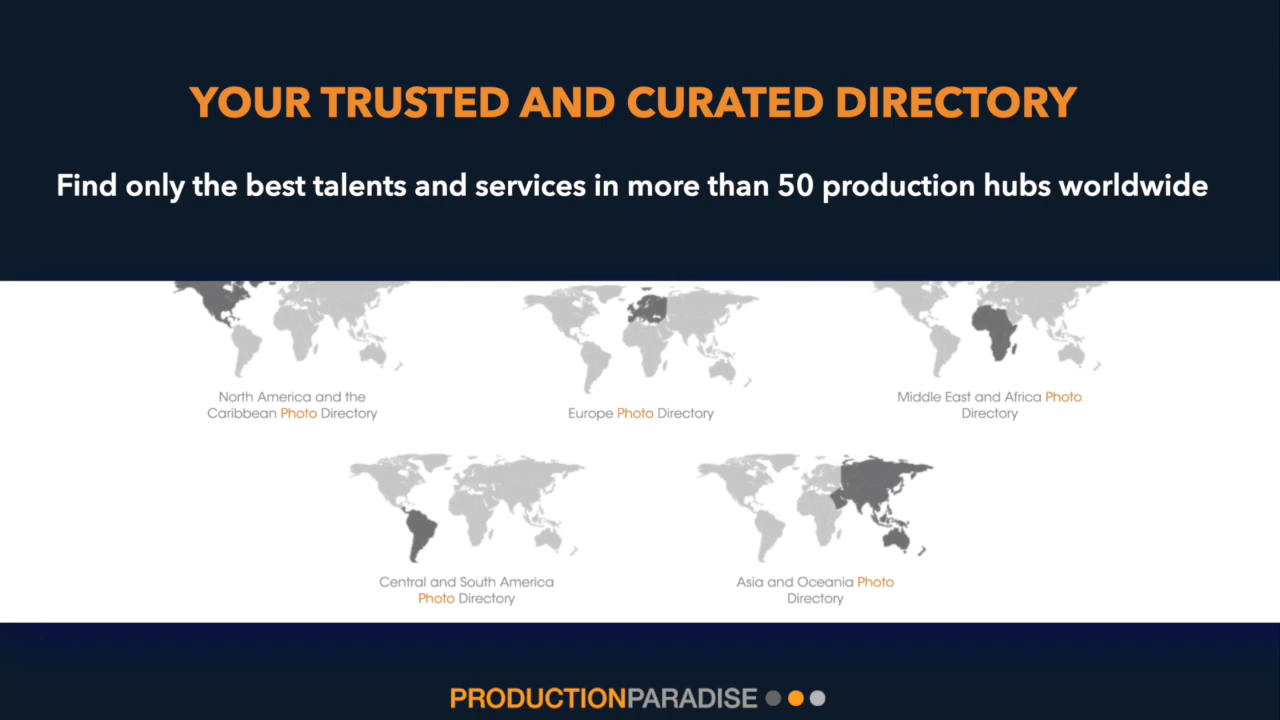 YOUR TRUSTED AND CURATED DIRECTORY
Find only the best talents and services in more than 50 production hubs worldwide
North America and the
Caribbean Photo Directory
Europe Photo Directory
Middle East and Africa Photo
Directory
Central and South America
Photo Directory
Asia and Oceania Photo
Directory
PRODUCTIONPARADISE